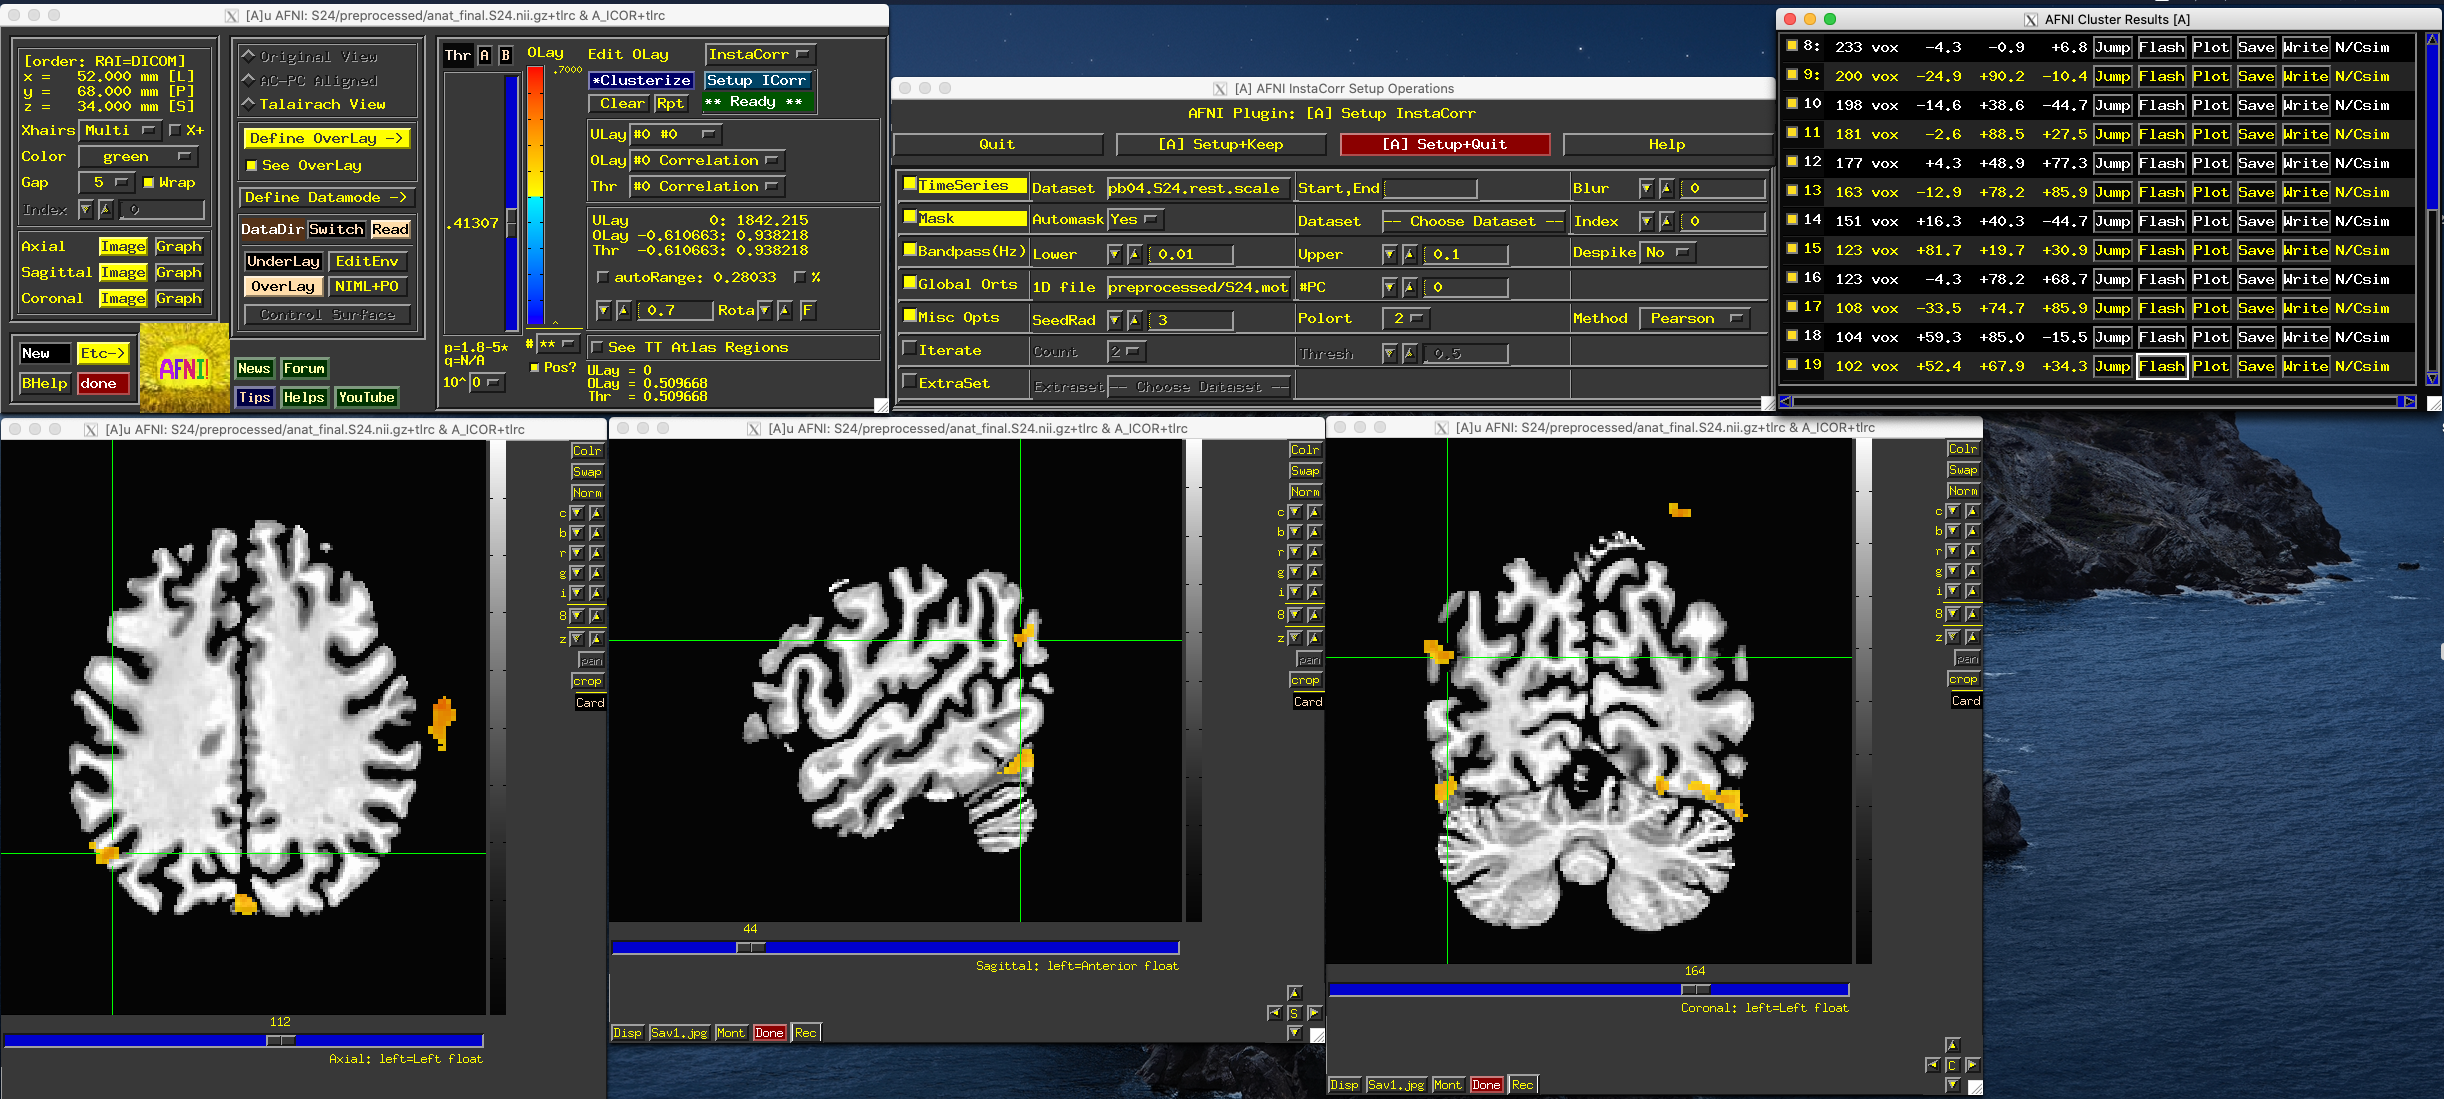 [A]u AFNI: S24/preprocessed/anat_final.S24.nii.gz+tlrc & A_ICOR+tlrc
[order: RAI=DICOM]
x = 52.000 mm [L]
y = 68.000 mm [P]
z = 34.000 mm [S]
Xhairs Multi X+
Color green
Gap 5 Wrap
Index 0
Axial Image Graph
Sagittal Image Graph
Coronal Image Graph
New Etc->
BHelp done
AFNI!
Original View
AC-PC Aligned
Talairach View
Define OverLay ->
See OverLay
Define Datamode ->
DataDir Switch Read
UnderLay EditEnv
OverLay NIML+PO
Control Surface
News Forum
Tips Helps YouTube
Thr A B
.41307
p=1.8-5*
q=N/A
10^ 0
OLay
.7000
# **
Pos?
Edit OLay InstaCorr
*Clusterize Setup ICorr
Clear Rpt ** Ready **
ULay #0 #0
OLay #0 Correlation
Thr #0 Correlation
ULay 0: 1842.215
OLay -0.610663: 0.938218
Thr -0.610663: 0.938218
autoRange: 0.28033 %
0.7 Rota F
See TT Atlas Regions
ULay = 0
OLay = 0.509668
Thr = 0.509668
[A] AFNI InstaCorr Setup Operations
AFNI Plugin: [A] Setup InstaCorr
Quit [A] Setup+Keep [A] Setup+Quit Help
TimeSeries Dataset pb04.S24.rest.scale Start,End Blur 0
Mask Automask Yes Dataset -- Choose Dataset -- Index 0
Bandpass(Hz) Lower 0.01 Upper 0.1 Despike No
Global Orts 1D file preprocessed/S24.mot #PC 0
Misc Opts SeedRad 3 Polort 2 Method Pearson
Iterate Count 2 Thresh 0.5
ExtraSet Extraset -- Choose Dataset --
AFNI Cluster Results [A]
8: 233 vox -4.3 -0.9 +6.8 Jump Flash Plot Save Write N/Csim
9: 200 vox -24.9 +90.2 -10.4 Jump Flash Plot Save Write N/Csim
10 198 vox -14.6 +38.6 -44.7 Jump Flash Plot Save Write N/Csim
11 181 vox -2.6 +88.5 +27.5 Jump Flash Plot Save Write N/Csim
12 177 vox +4.3 +48.9 +77.3 Jump Flash Plot Save Write N/Csim
13 163 vox -12.9 +78.2 +85.9 Jump Flash Plot Save Write N/Csim
14 151 vox +16.3 +40.3 -44.7 Jump Flash Plot Save Write N/Csim
15 123 vox +81.7 +19.7 +30.9 Jump Flash Plot Save Write N/Csim
16 123 vox -4.3 +78.2 +68.7 Jump Flash Plot Save Write N/Csim
17 108 vox -33.5 +74.7 +85.9 Jump Flash Plot Save Write N/Csim
18 104 vox +59.3 +85.0 -15.5 Jump Flash Plot Save Write N/Csim
19 102 vox +52.4 +67.9 +34.3 Jump Flash Plot Save Write N/Csim
[A]u AFNI: S24/preprocessed/anat_final.S24.nii.gz+tlrc & A_ICOR+tlrc
Colr
Swap
Norm
c
b
r
g
i
8
z
pan
crop
Card
112
Axial: left=Left float
[A]u AFNI: S24/preprocessed/anat_final.S24.nii.gz+tlrc & A_ICOR+tlrc
Colr
Swap
Norm
c
b
r
g
i
8
z
pan
crop
Card
44
Sagittal: left=Anterior float
S
Disp Sav1.jpg Mont Done Rec
[A]u AFNI: S24/preprocessed/anat_final.S24.nii.gz+tlrc & A_ICOR+tlrc
Colr
Swap
Norm
c
b
r
g
i
8
z
pan
crop
Card
164
Coronal: left=Left float
C
Disp Sav1.jpg Mont Done Rec